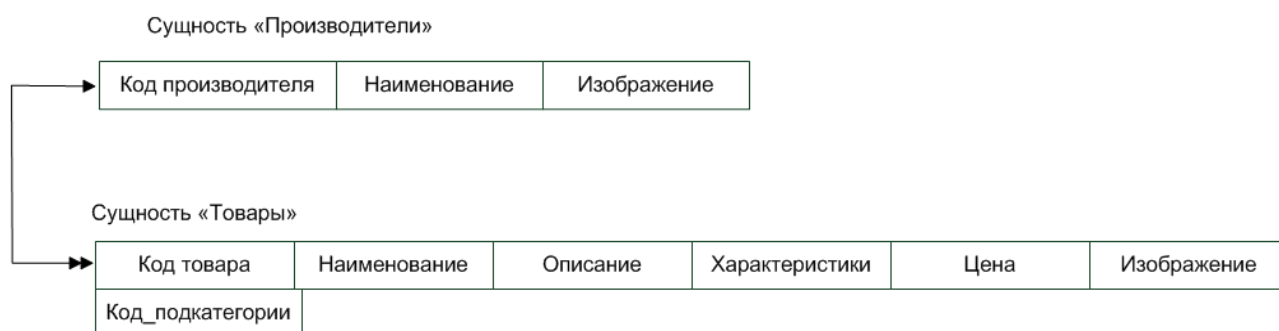 Сущность «Производители»
Код производителя Наименование Изображение
Сущность «Товары»
Код товара Наименование Описание Характеристики Цена Изображение
Код_подкатегории